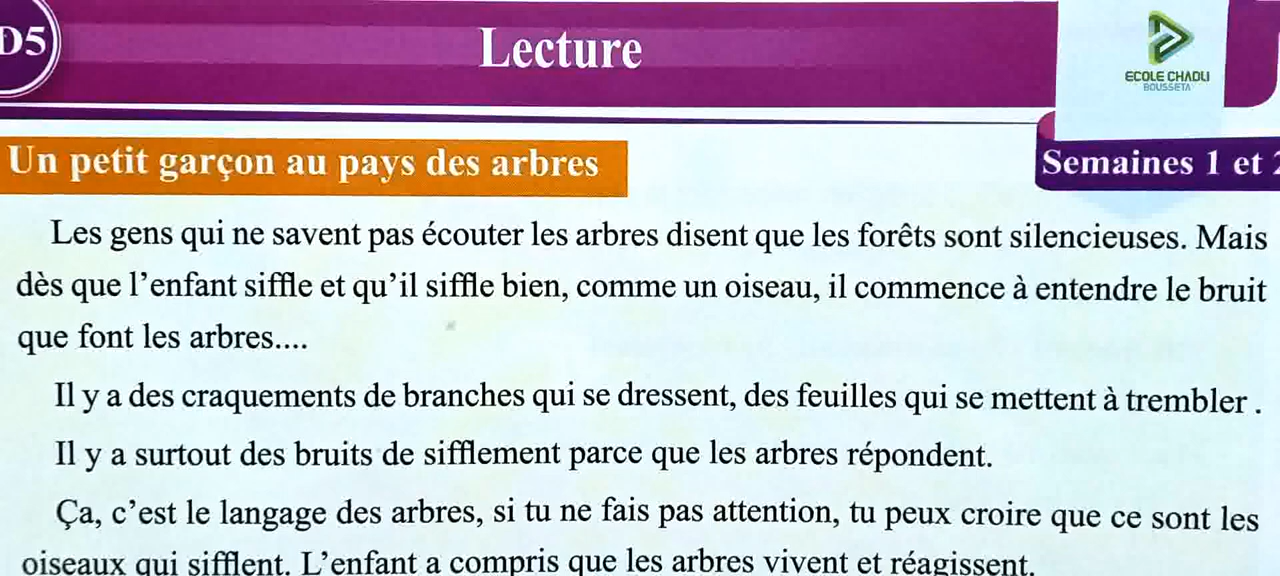 D5
Lecture
ECOLE CHADLI
BOUSSETA
Un petit garçon au pays des arbres
Semaines 1 et 2
Les gens qui ne savent pas écouter les arbres disent que les forêts sont silencieuses. Mais
dès que l’enfant siffle et qu’il siffle bien, comme un oiseau, il commence à entendre le bruit
que font les arbres....
Il y a des craquements de branches qui se dressent, des feuilles qui se mettent à trembler .
Il y a surtout des bruits de sifflement parce que les arbres répondent.
Ça, c’est le langage des arbres, si tu ne fais pas attention, tu peux croire que ce sont les
oiseaux qui sifflent. L’enfant a compris que les arbres vivent et réagissent.